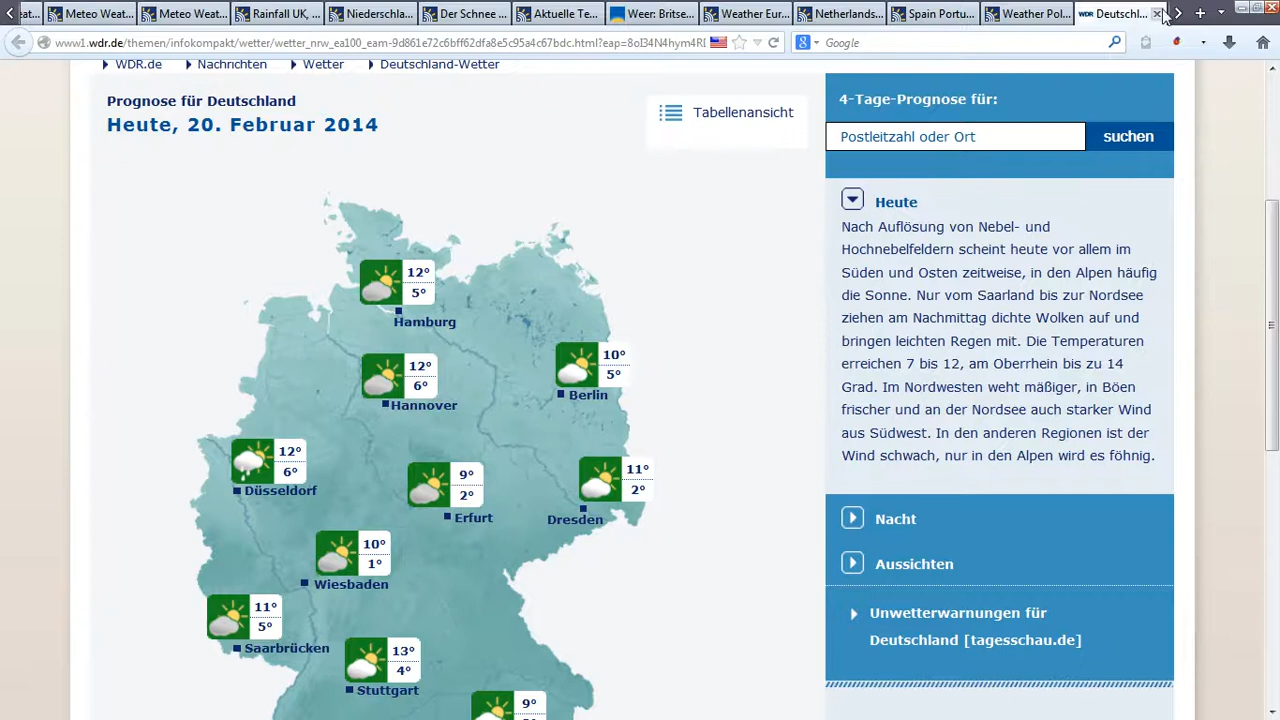 Meteo Weat...
Meteo Weat...
Rainfall UK, ...
Niederschla...
Der Schnee ...
Aktuelle Te...
Weer: Britse...
Weather Eur...
Netherlands...
Spain Portu...
Weather Pol...
WDR Deutschl...
www1.wdr.de/themen/infokompakt/wetter/wetter_nrw_ea100_eam-9d861e72c6bff62dfa8e5c95a4c67bdc.html?eap=8oI34N4hym4RD
Google
WDR.de
Nachrichten
Wetter
Deutschland-Wetter
Prognose für Deutschland
Heute, 20. Februar 2014
Tabellenansicht
12°
5°
Hamburg
12°
6°
Hannover
10°
5°
Berlin
12°
6°
Düsseldorf
9°
2°
Erfurt
11°
2°
Dresden
10°
1°
Wiesbaden
11°
5°
Saarbrücken
13°
4°
Stuttgart
9°
4-Tage-Prognose für:
Postleitzahl oder Ort
suchen
Heute
Nach Auflösung von Nebel- und
Hochnebelfeldern scheint heute vor allem im
Süden und Osten zeitweise, in den Alpen häufig
die Sonne. Nur vom Saarland bis zur Nordsee
ziehen am Nachmittag dichte Wolken auf und
bringen leichten Regen mit. Die Temperaturen
erreichen 7 bis 12, am Oberrhein bis zu 14
Grad. Im Nordwesten weht mäßiger, in Böen
frischer und an der Nordsee auch starker Wind
aus Südwest. In den anderen Regionen ist der
Wind schwach, nur in den Alpen wird es föhnig.
Nacht
Aussichten
Unwetterwarnungen für
Deutschland [tagesschau.de]